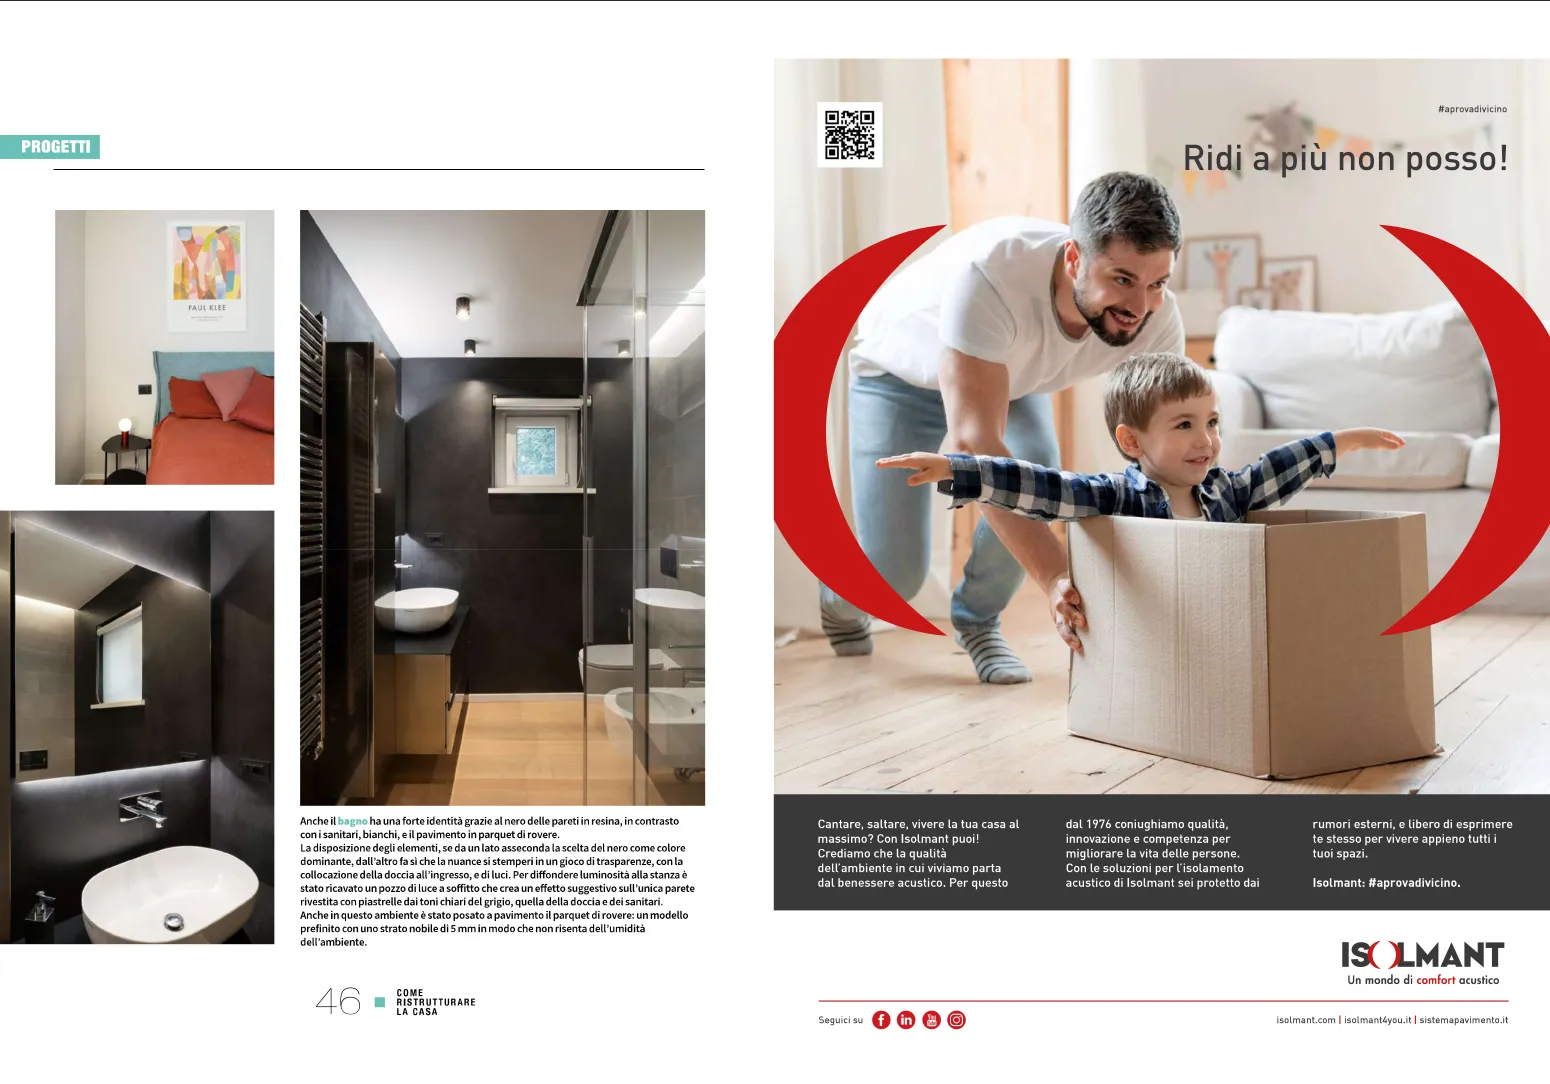 PROGETTI
PAUL KLEE
Anche il bagno ha una forte identità grazie al nero delle pareti in resina, in contrasto
con i sanitari, bianchi, e il pavimento in parquet di rovere.
La disposizione degli elementi, se da un lato asseconda la scelta del nero come colore
dominante, dall'altro fa sì che la nuance si stemperi in un gioco di trasparenze, con la
collocazione della doccia all'ingresso, e di luci. Per diffondere luminosità alla stanza è
stato ricavato un pozzo di luce a soffitto che crea un effetto suggestivo sull'unica parete
rivestita con piastrelle dai toni chiari del grigio, quella della doccia e dei sanitari.
Anche in questo ambiente è stato posato a pavimento il parquet di rovere: un modello
prefinito con uno strato nobile di 5 mm in modo che non risenta dell'umidità
dell'ambiente.
46
COME
RISTRUTTURARE
LA CASA
#aprovadivicino
Ridi a più non posso!
Cantare, saltare, vivere la tua casa al
massimo? Con Isolmant puoi!
Crediamo che la qualità
dell'ambiente in cui viviamo parta
dal benessere acustico. Per questo
dal 1976 coniughiamo qualità,
innovazione e competenza per
migliorare la vita delle persone.
Con le soluzioni per l'isolamento
acustico di Isolmant sei protetto dai
rumori esterni, e libero di esprimere
te stesso per vivere appieno tutti i
tuoi spazi.
Isolmant: #aprovadivicino.
ISOLMANT
Un mondo di comfort acustico
Seguici su
isolmant.com | isolmant4you.it | sistemapavimento.it